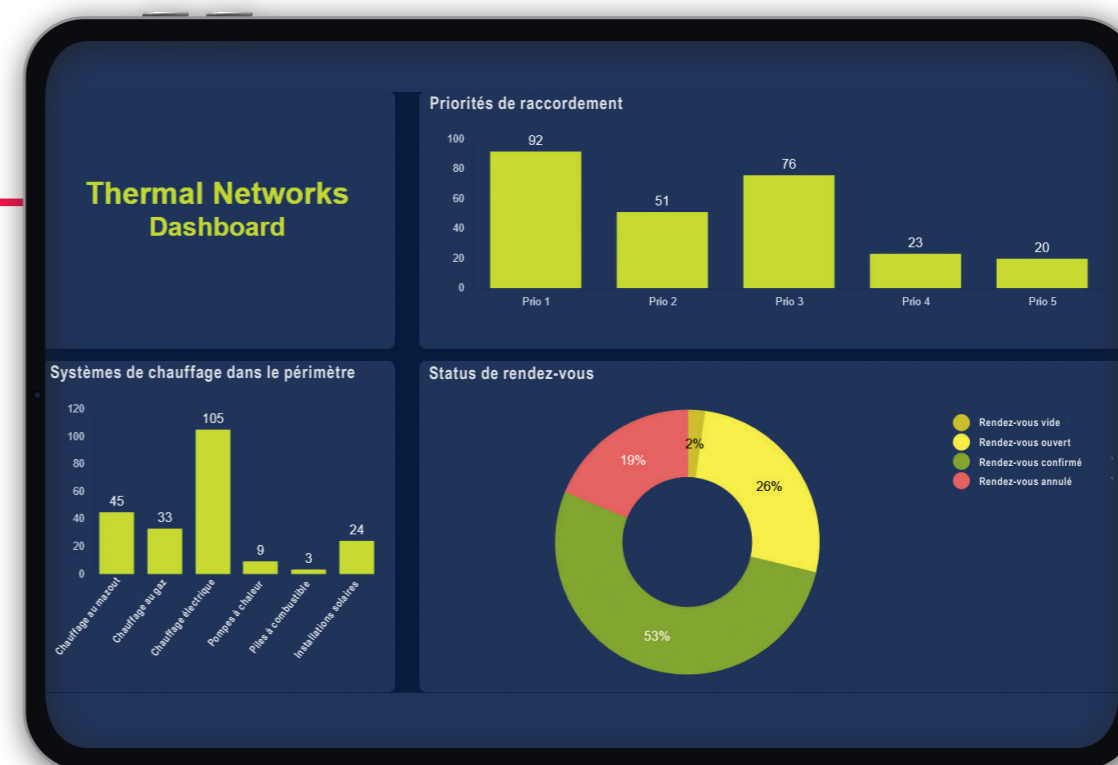 Thermal Networks
Dashboard
Priorités de raccordement
100
80
60
40
20
0
92
51
76
23
20
Prio 1
Prio 2
Prio 3
Prio 4
Prio 5
Systèmes de chauffage dans le périmètre
120
100
80
60
40
20
0
45
33
105
9
3
24
Chauffage au mazout
Chauffage au gaz
Chauffage électrique
Pompes à chaleur
Piles à combustible
Installations solaires
Status de rendez-vous
2%
26%
53%
19%
Rendez-vous vide
Rendez-vous ouvert
Rendez-vous confirmé
Rendez-vous annulé